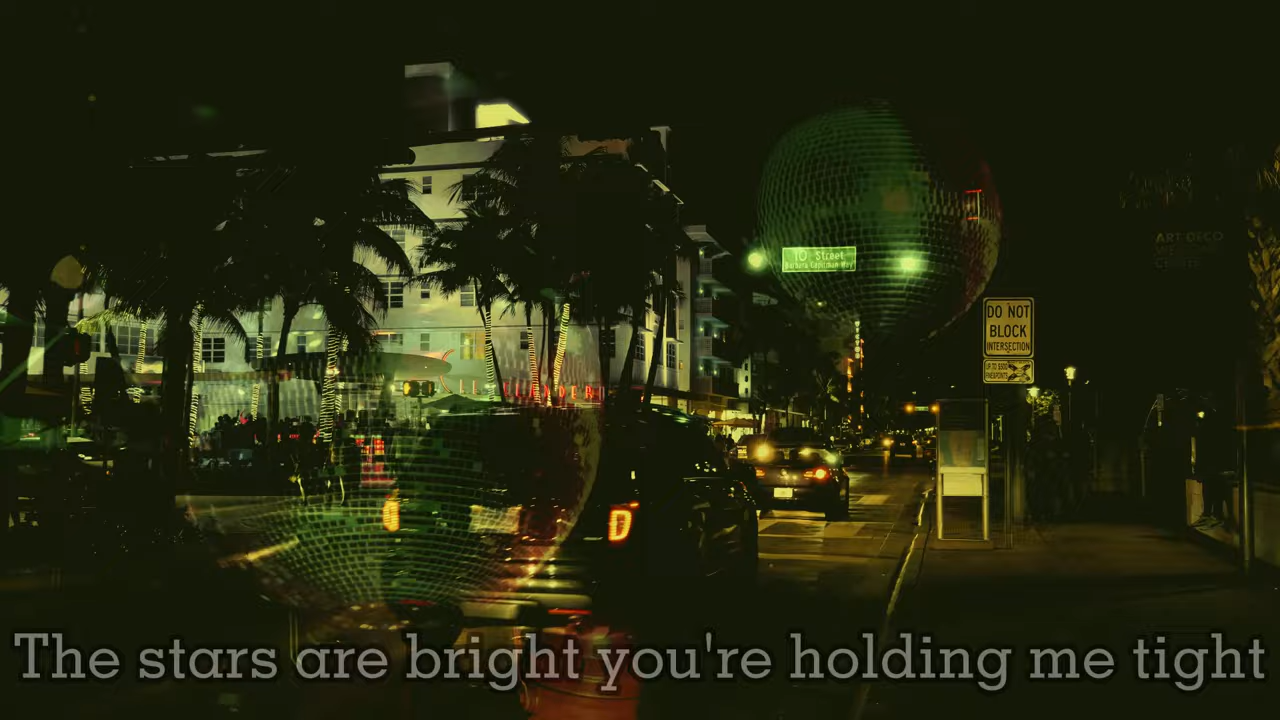 10 Street
Barbara Capitman Way
ART DECO
DO NOT
BLOCK
INTERSECTION
The stars are bright you're holding me tight